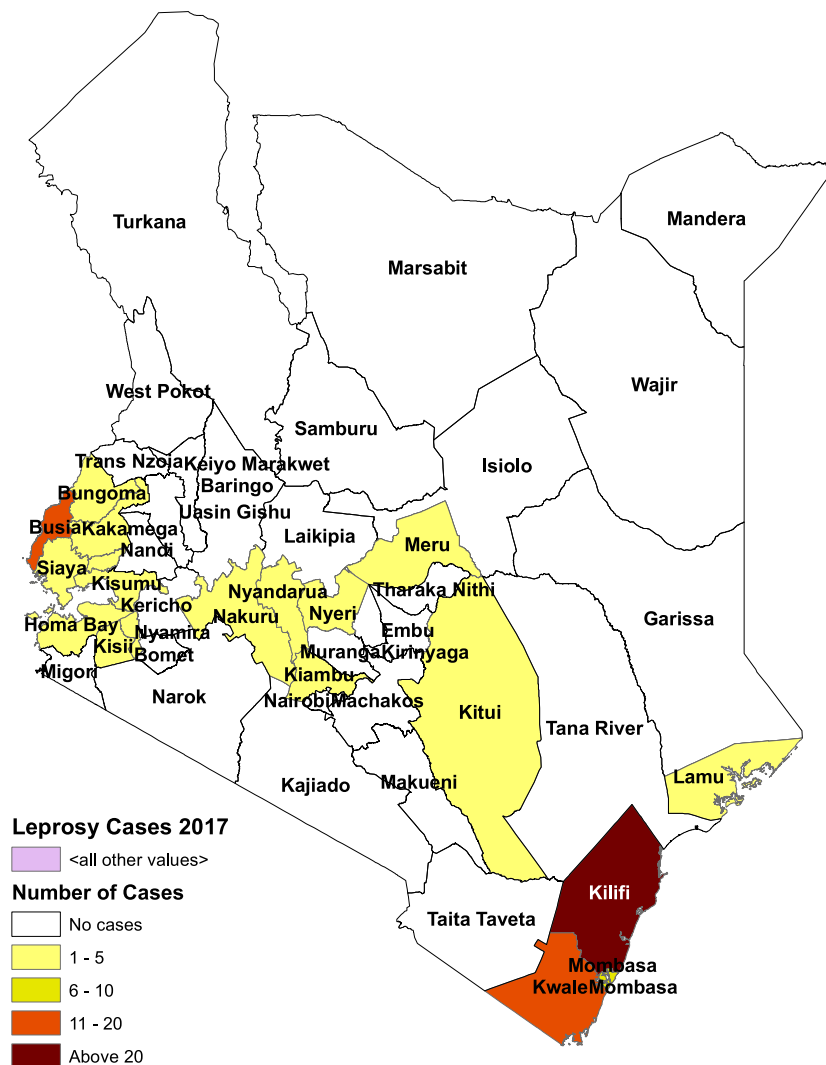 Turkana
Mandera
Marsabit
Wajir
West Pokot
Samburu
Trans Nzoia
Keiyo Marakwet
Isiolo
Baringo
Bungoma
Uasin Gishu
Busia
Kakamega
Laikipia
Nandi
Meru
Siaya
Kisumu
Nyandarua
Tharaka Nithi
Kericho
Nakuru
Nyeri
Garissa
Homa Bay
Nyamira
Embu
Kisii
Bomet
Muranga
Kirinyaga
Migori
Kiambu
Narok
Nairobi
Machakos
Kitui
Tana River
Kajiado
Makueni
Lamu
Leprosy Cases 2017
<all other values>
Number of Cases
No cases
1 - 5
6 - 10
11 - 20
Above 20
Kilifi
Taita Taveta
Mombasa
Kwale
Mombasa